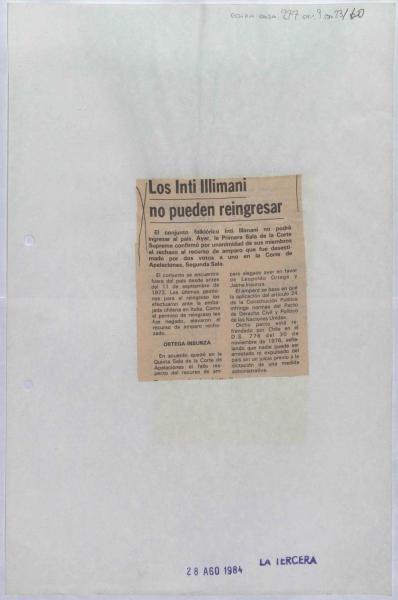 277
Los Inti Illimani
no pueden reingresar
El conjunto folklórico Inti Illimani no podrá
ingresar al país. Ayer, la Primera Sala de la Corte
Suprema confirmó por unanimidad de sus miembros
el rechazo al recurso de amparo que fue desesti-
mado por dos votos a uno en la Corte de
Apelaciones, Segunda Sala.
El conjunto se encuentra
fuera del país desde antes
del 11 de septiembre de
1973. Las últimas gestio-
nes para el reingreso las
efectuaron ante la emba-
jada chilena en Italia. Como
el permiso de reingreso les
fue negado, elevaron el
recurso de amparo recha-
zado.
ORTEGA-INSUNZA
En acuerdo quedó en la
Quinta Sala de la Corte de
Apelaciones el fallo res-
pecto del recurso de am-
paro alegado ayer en favor
de Leopoldo Ortega y
Jaime Insunza.
El amparo se basa en que
la aplicación del artículo 24
de la Constitución Política
infringe normas del Pacto
de Derecho Civil y Político
de las Naciones Unidas.
Dicho pacto está re-
frendado por Chile en el
D.S. 778 del 30 de
noviembre de 1976, seña-
lando que nadie puede ser
arrestado ni expulsado del
país sin un juicio previo a la
dictación de una medida
administrativa.
28 AGO 1984
LA TERCERA